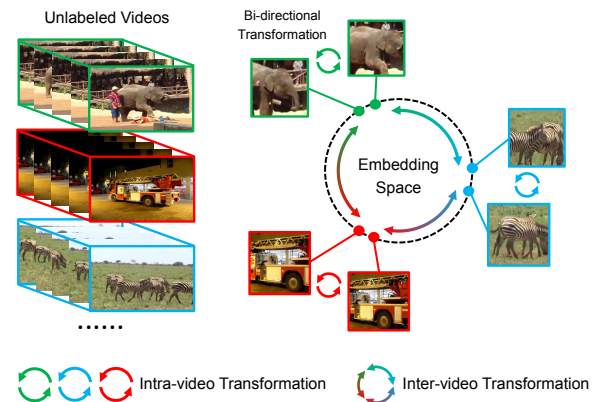 Unlabeled Videos
Bi-directional
Transformation
Embedding
Space
......
Intra-video Transformation
Inter-video Transformation